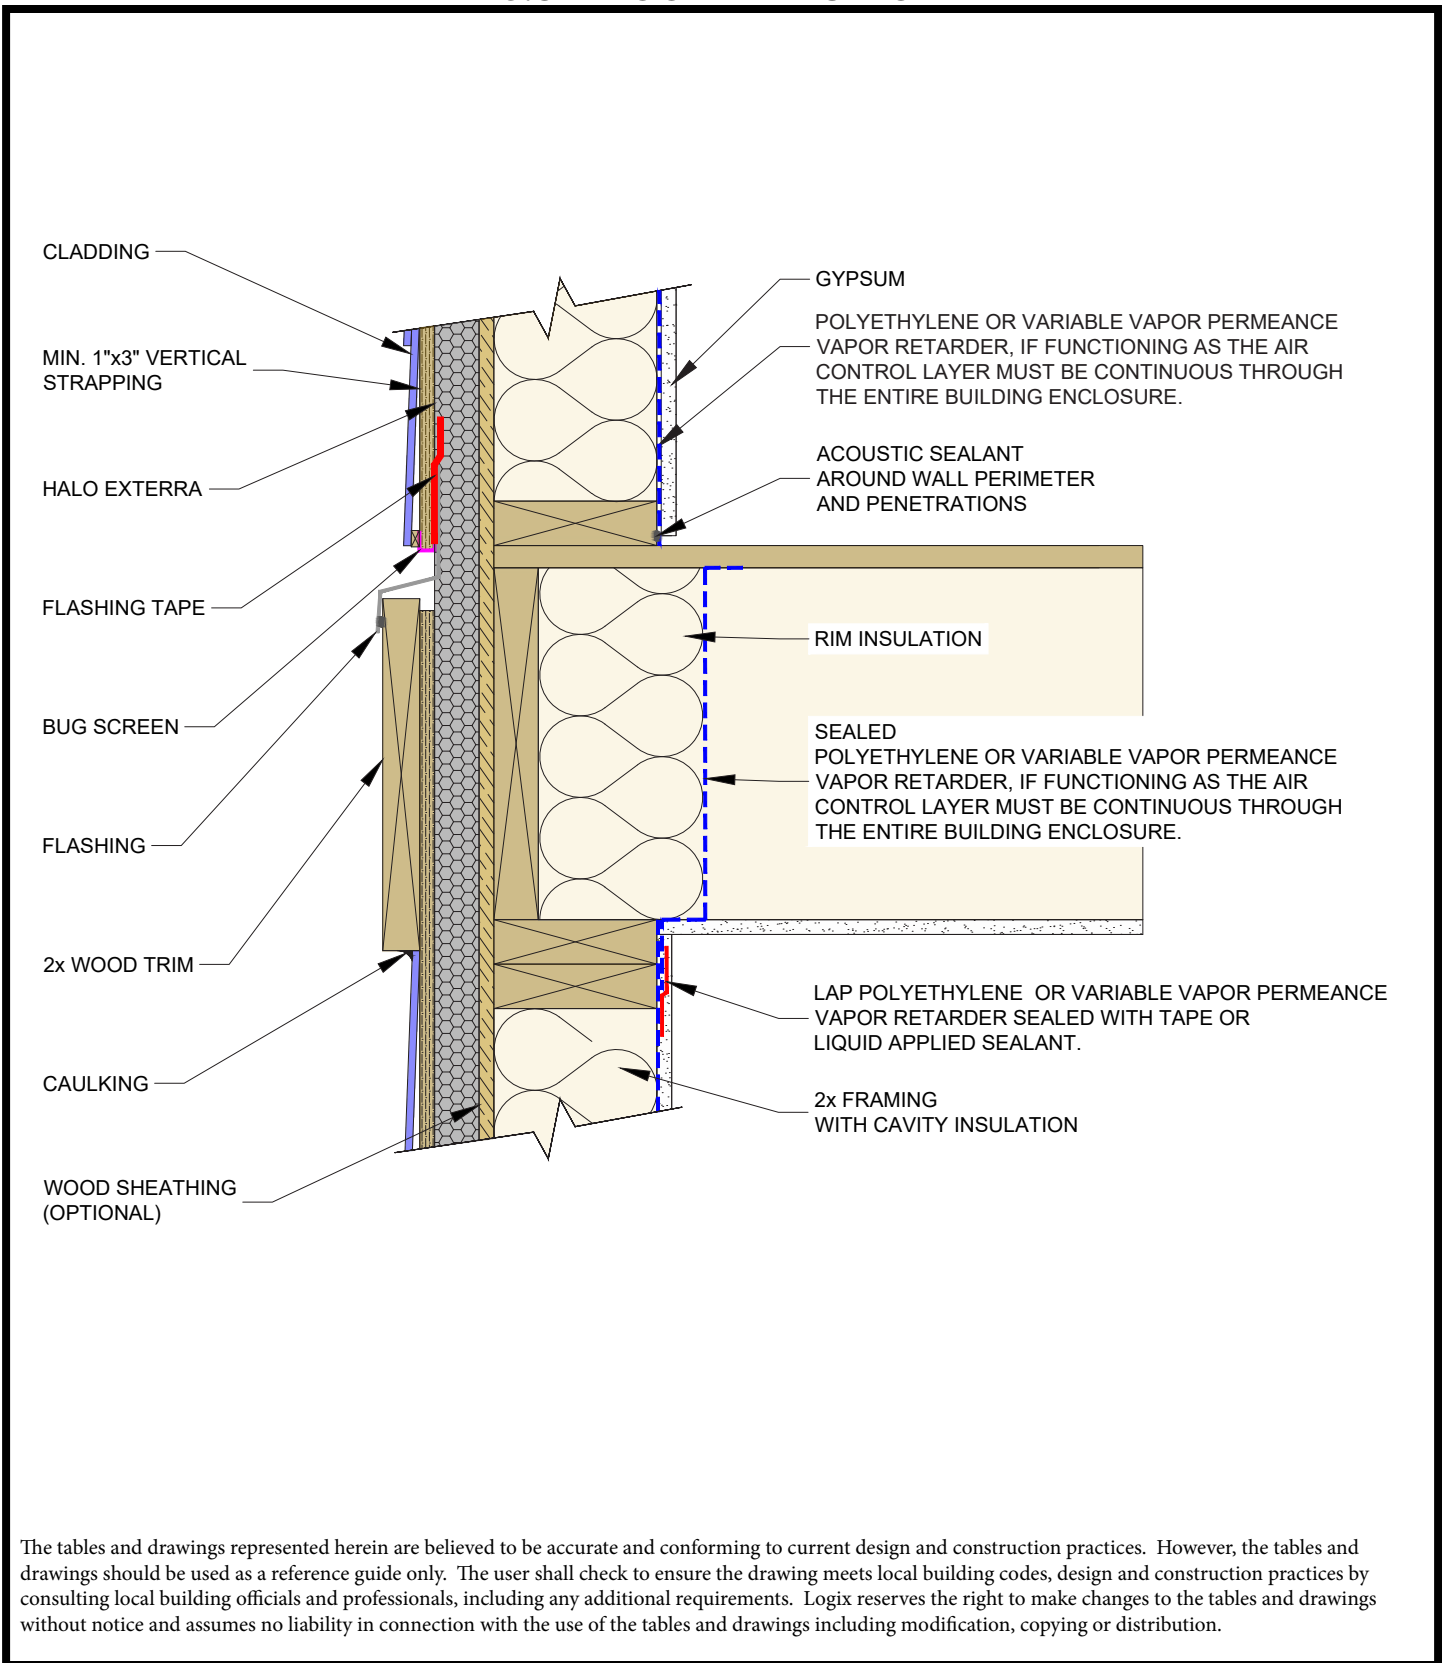 CLADDING
MIN. 1"x3" VERTICAL
STRAPPING
HALO EXTERRA
FLASHING TAPE
BUG SCREEN
FLASHING
2x WOOD TRIM
CAULKING
WOOD SHEATHING
(OPTIONAL)
GYPSUM
POLYETHYLENE OR VARIABLE VAPOR PERMEANCE
VAPOR RETARDER, IF FUNCTIONING AS THE AIR
CONTROL LAYER MUST BE CONTINUOUS THROUGH
THE ENTIRE BUILDING ENCLOSURE.
ACOUSTIC SEALANT
AROUND WALL PERIMETER
AND PENETRATIONS
RIM INSULATION
SEALED
POLYETHYLENE OR VARIABLE VAPOR PERMEANCE
VAPOR RETARDER, IF FUNCTIONING AS THE AIR
CONTROL LAYER MUST BE CONTINUOUS THROUGH
THE ENTIRE BUILDING ENCLOSURE.
LAP POLYETHYLENE OR VARIABLE VAPOR PERMEANCE
VAPOR RETARDER SEALED WITH TAPE OR
LIQUID APPLIED SEALANT.
2x FRAMING
WITH CAVITY INSULATION
The tables and drawings represented herein are believed to be accurate and conforming to current design and construction practices. However, the tables and
drawings should be used as a reference guide only. The user shall check to ensure the drawing meets local building codes, design and construction practices by
consulting local building officials and professionals, including any additional requirements. Logix reserves the right to make changes to the tables and drawings
without notice and assumes no liability in connection with the use of the tables and drawings including modification, copying or distribution.